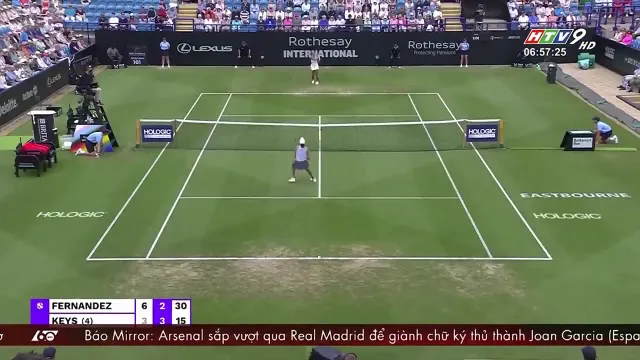 HTV9 HD
06:57:25
LEXUS
Rothesay
INTERNATIONAL
Rothesay
HOLOGIC
HOLOGIC
EASTBOURNE
HOLOGIC
HOLOGIC
FERNANDEZ 6 2 30
KEYS (4) 3 3 15
60 Báo Mirror: Arsenal sắp vượt qua Real Madrid để giành chữ ký thủ thành Joan Garcia (Espa